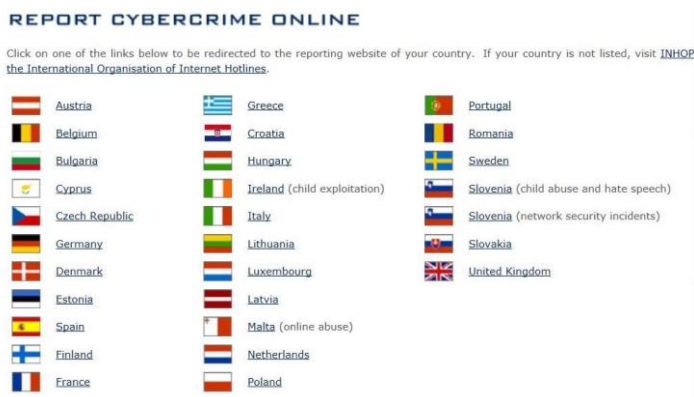 REPORT CYBERCRIME ONLINE
Click on one of the links below to be redirected to the reporting website of your country. If your country is not listed, visit INHOP
the International Organisation of Internet Hotlines.
Austria
Belgium
Bulgaria
Cyprus
Czech Republic
Germany
Denmark
Estonia
Spain
Finland
France
Greece
Croatia
Hungary
Ireland (child exploitation)
Italy
Lithuania
Luxembourg
Latvia
Malta (online abuse)
Netherlands
Poland
Portugal
Romania
Sweden
Slovenia (child abuse and hate speech)
Slovenia (network security incidents)
Slovakia
United Kingdom